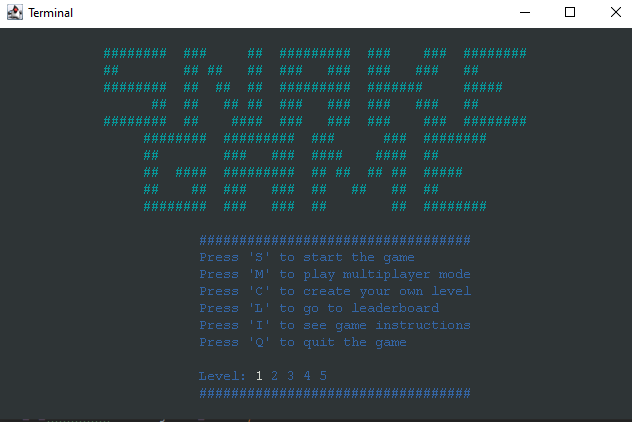 Terminal
SNAKE
GAME
###################################
Press 'S' to start the game
Press 'M' to play multiplayer mode
Press 'C' to create your own level
Press 'L' to go to leaderboard
Press 'I' to see game instructions
Press 'Q' to quit the game
Level: 1 2 3 4 5
###################################